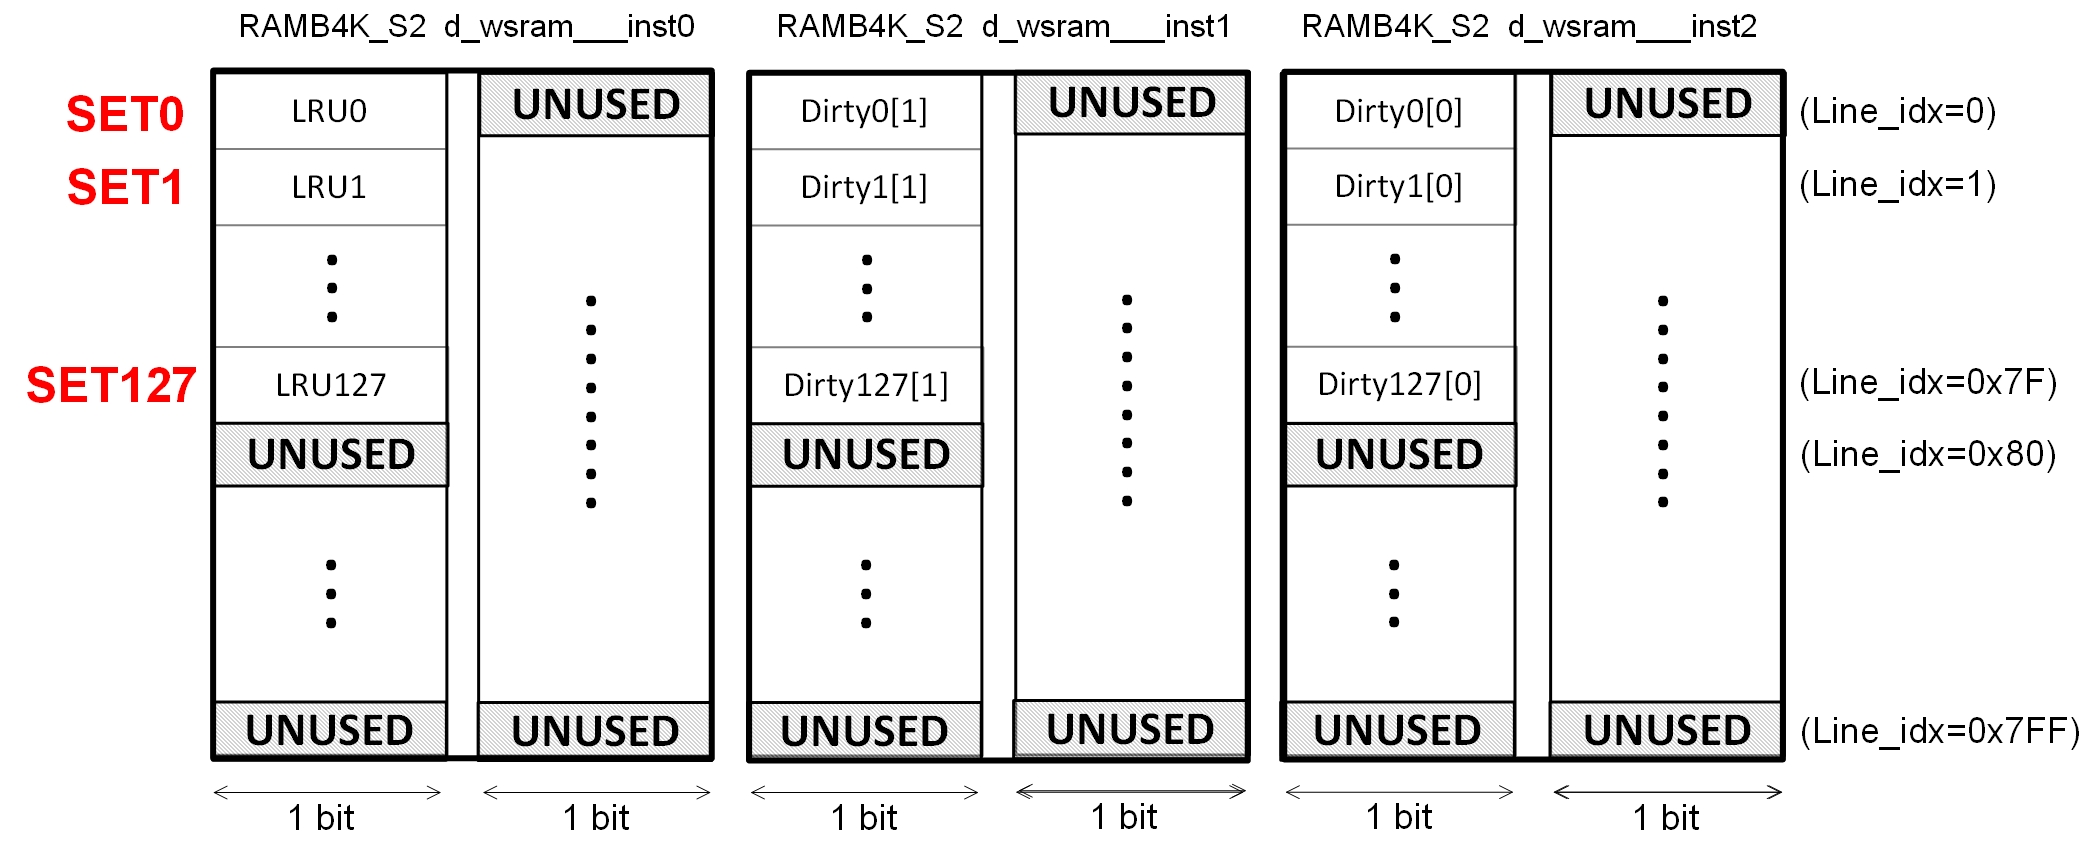 RAMB4K_S2 d_wsram___inst0 RAMB4K_S2 d_wsram___inst1 RAMB4K_S2 d_wsram___inst2
SET0 LRU0 UNUSED Dirty0[1] UNUSED Dirty0[0] UNUSED (Line_idx=0)
SET1 LRU1 Dirty1[1] Dirty1[0] (Line_idx=1)
SET127 LRU127 Dirty127[1] Dirty127[0] (Line_idx=0x7F)
UNUSED UNUSED UNUSED (Line_idx=0x80)
UNUSED UNUSED UNUSED UNUSED UNUSED UNUSED (Line_idx=0x7FF)
1 bit 1 bit 1 bit 1 bit 1 bit 1 bit